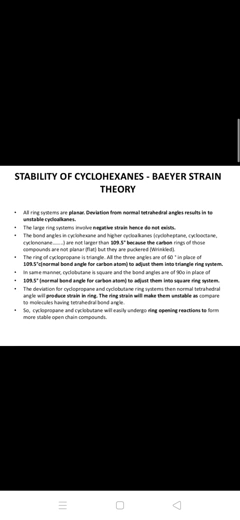 STABILITY OF CYCLOHEXANES - BAEYER STRAIN
THEORY
• All ring systems are planar. Deviation from normal tetrahedral angles results in to
unstable cycloalkanes.
• The large ring systems involve negative strain hence do not exists.
• The bond angles in cyclohexane and higher cycloalkanes (cycloheptane, cyclooctane,
cyclononane........) are not larger than 109.5° because the carbon rings of those
compounds are not planar (flat) but they are puckered (Wrinkled).
• The ring of cyclopropane is triangle. All the three angles are of 60 ° in place of
109.5°c(normal bond angle for carbon atom) to adjust them into triangle ring system.
• In same manner, cyclobutane is square and the bond angles are of 90o in place of
• 109.5° (normal bond angle for carbon atom) to adjust them into square ring system.
• The deviation for cyclopropane and cyclobutane ring systems then normal tetrahedral
angle will produce strain in ring. The ring strain will make them unstable as compare
to molecules having tetrahedral bond angle.
• So, cyclopropane and cyclobutane will easily undergo ring opening reactions to form
more stable open chain compounds.